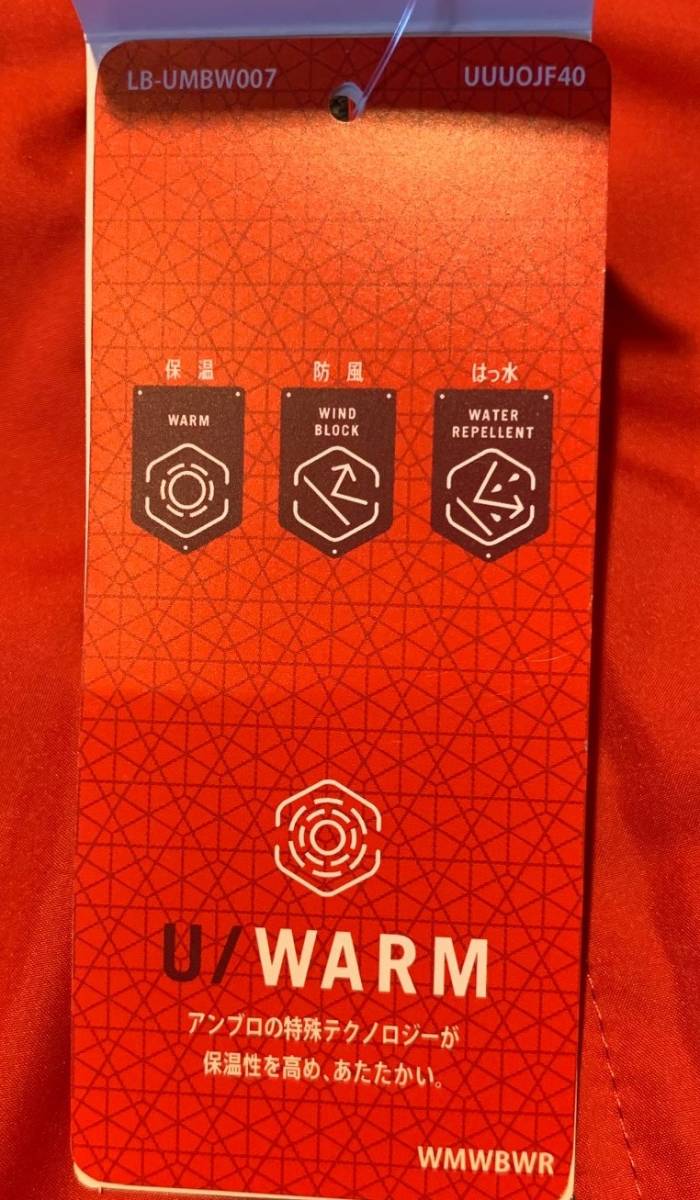 LB-UMBW007
UUUOJF40
保温
防風
はっ水
WARM
WIND
BLOCK
WATER
REPELLENT
U/WARM
アンブロの特殊テクノロジーが
保温性を高め、あたたかい。
WMWBWR